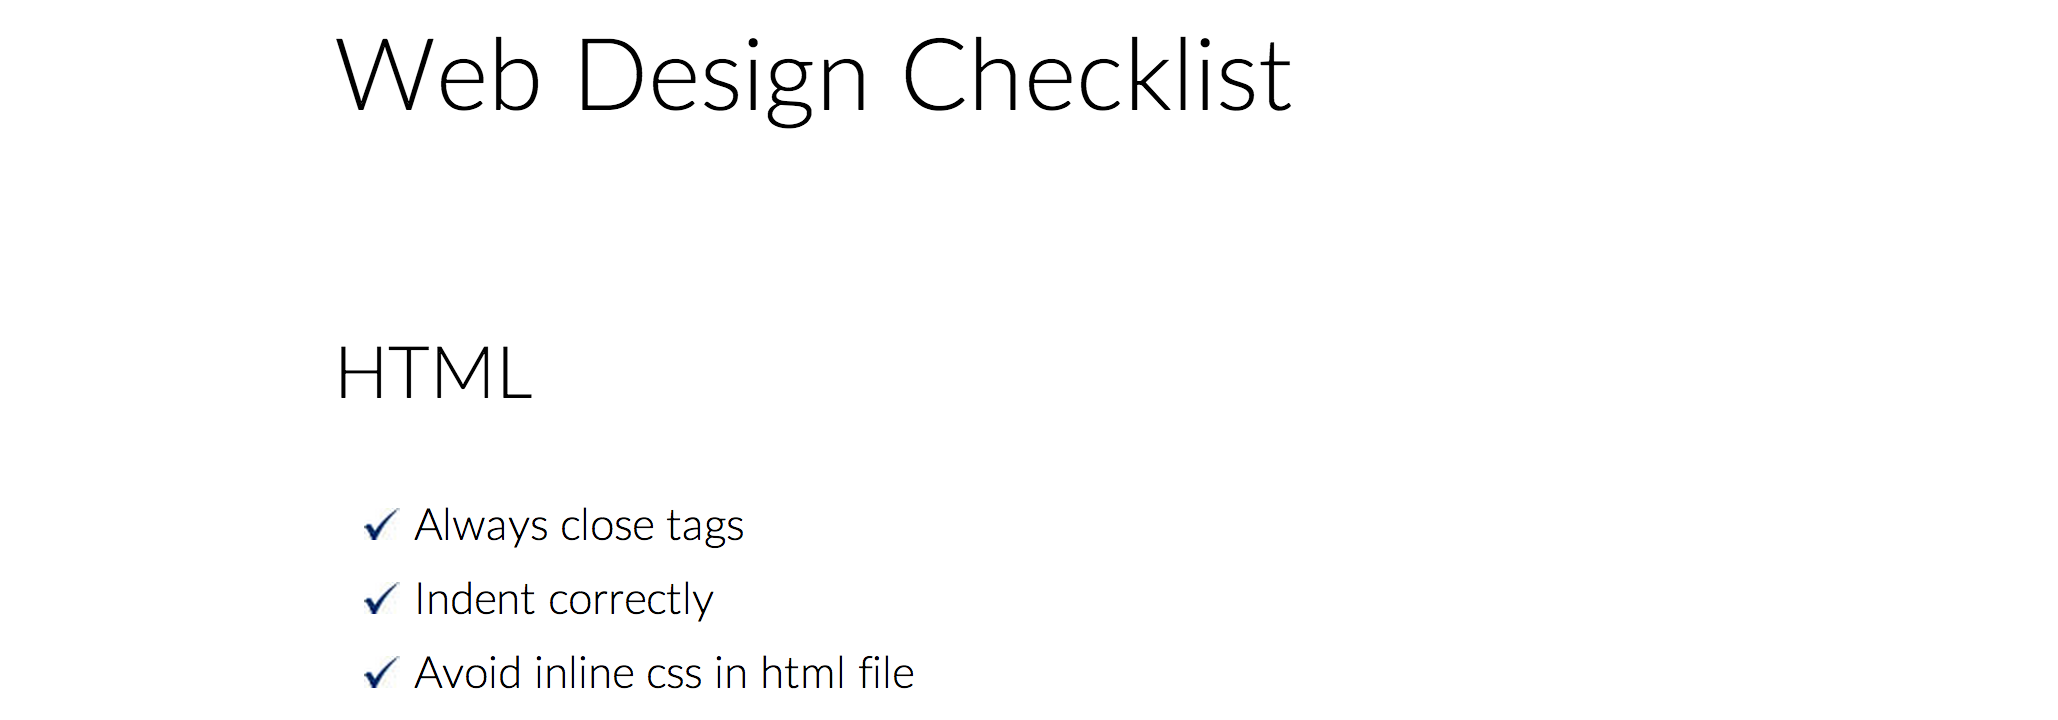 Web Design Checklist
HTML
Always close tags
Indent correctly
Avoid inline css in html file